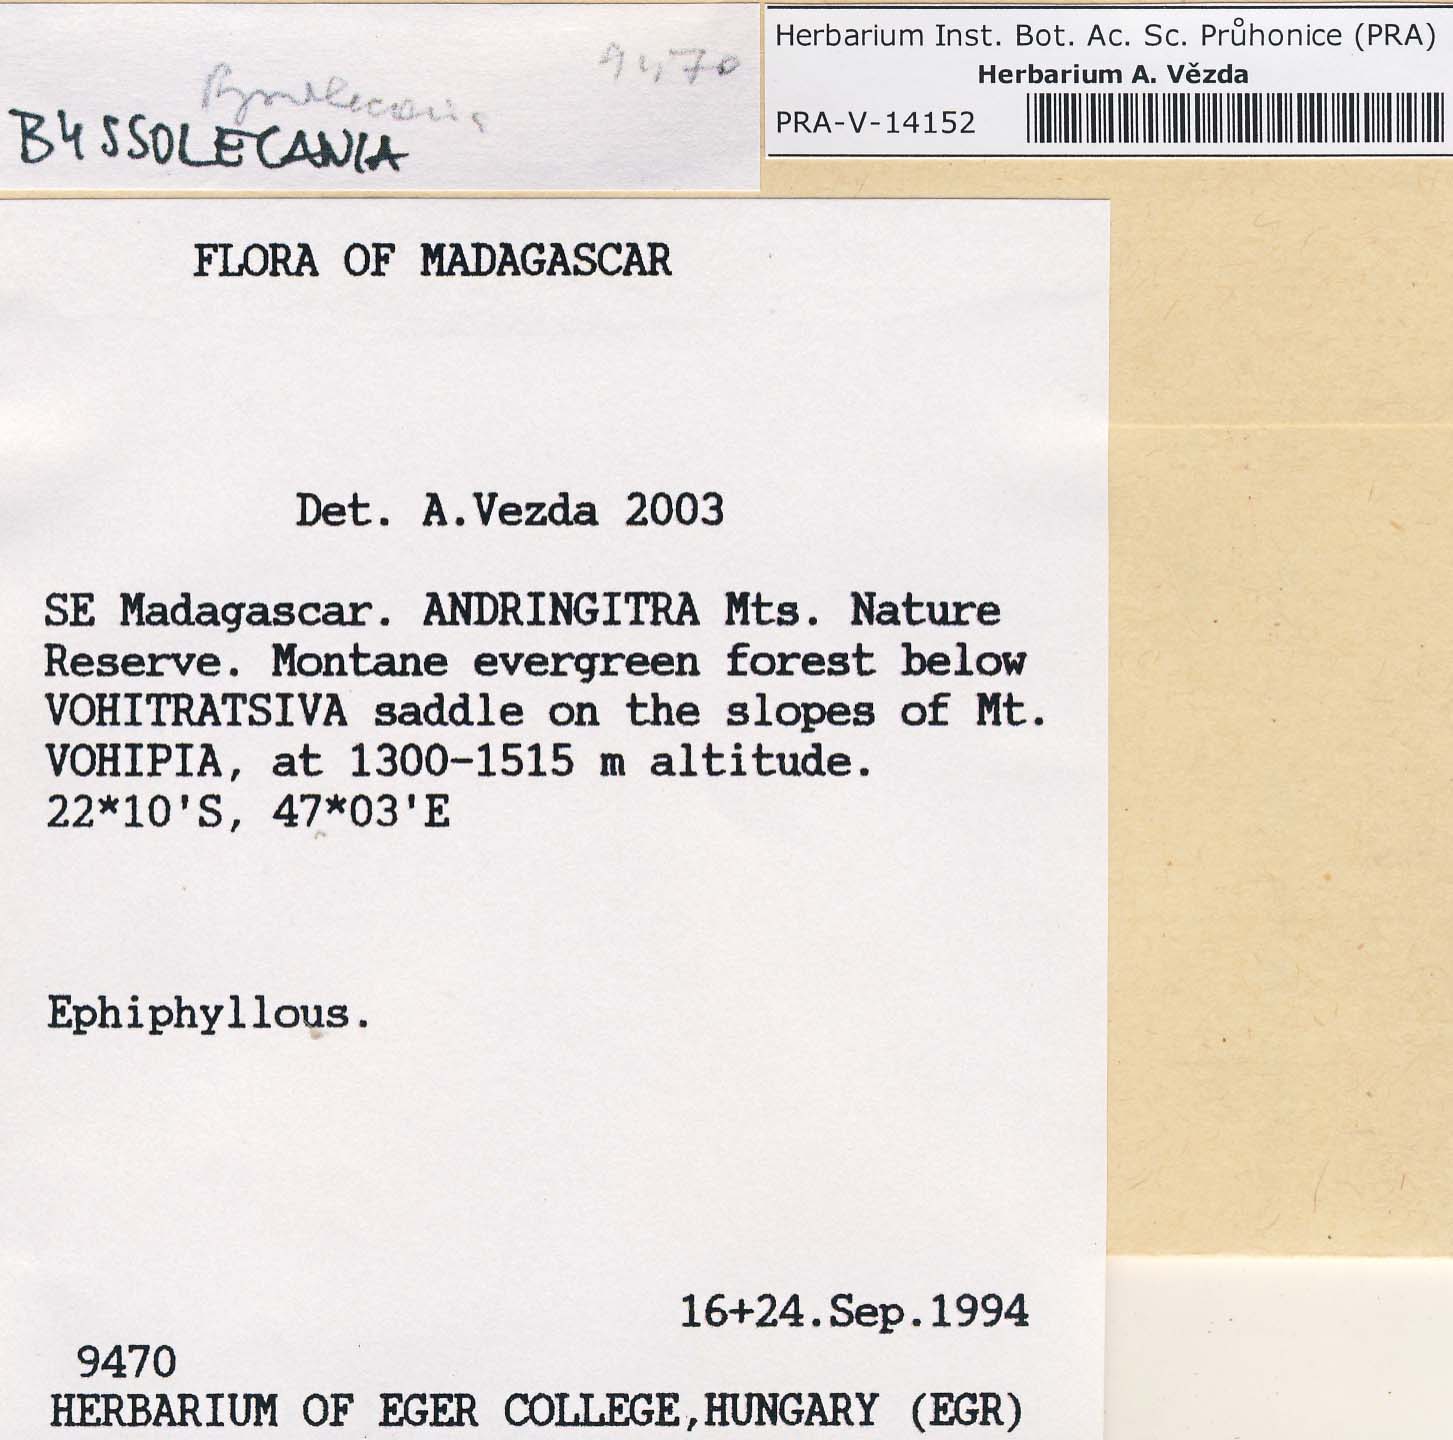 Byssolecania 9470
BYSSOLECANIA
Herbarium Inst. Bot. Ac. Sc. Průhonice (PRA)
Herbarium A. Vězda
PRA-V-14152
FLORA OF MADAGASCAR
Det. A.Vezda 2003
SE Madagascar. ANDRINGITRA Mts. Nature
Reserve. Montane evergreen forest below
VOHITRATSIVA saddle on the slopes of Mt.
VOHIPIA, at 1300-1515 m altitude.
22*10'S, 47*03'E
Ephiphyllous.
16+24.Sep.1994
9470
HERBARIUM OF EGER COLLEGE,HUNGARY (EGR)